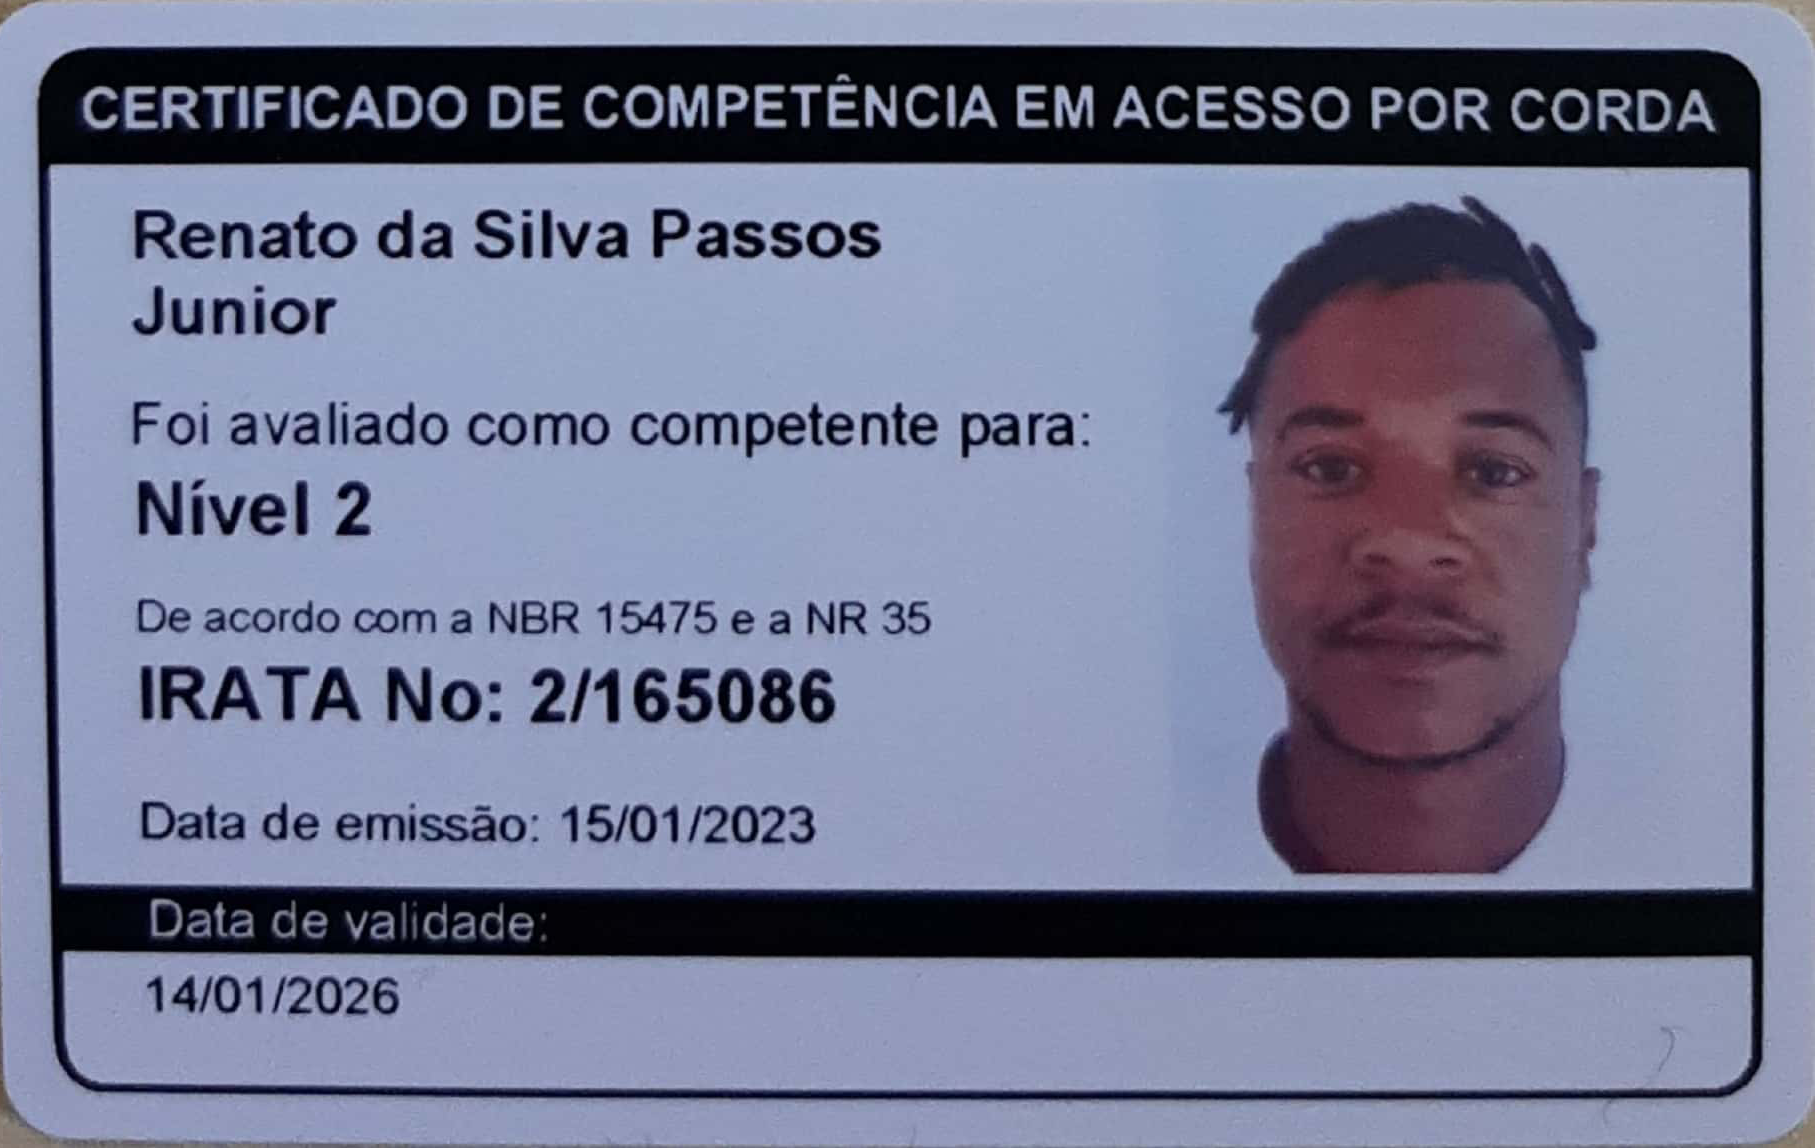 CERTIFICADO DE COMPETÊNCIA EM ACESSO POR CORDA
Renato da Silva Passos
Junior
Foi avaliado como competente para:
Nível 2
De acordo com a NBR 15475 e a NR 35
IRATA No: 2/165086
Data de emissão: 15/01/2023
Data de validade:
14/01/2026